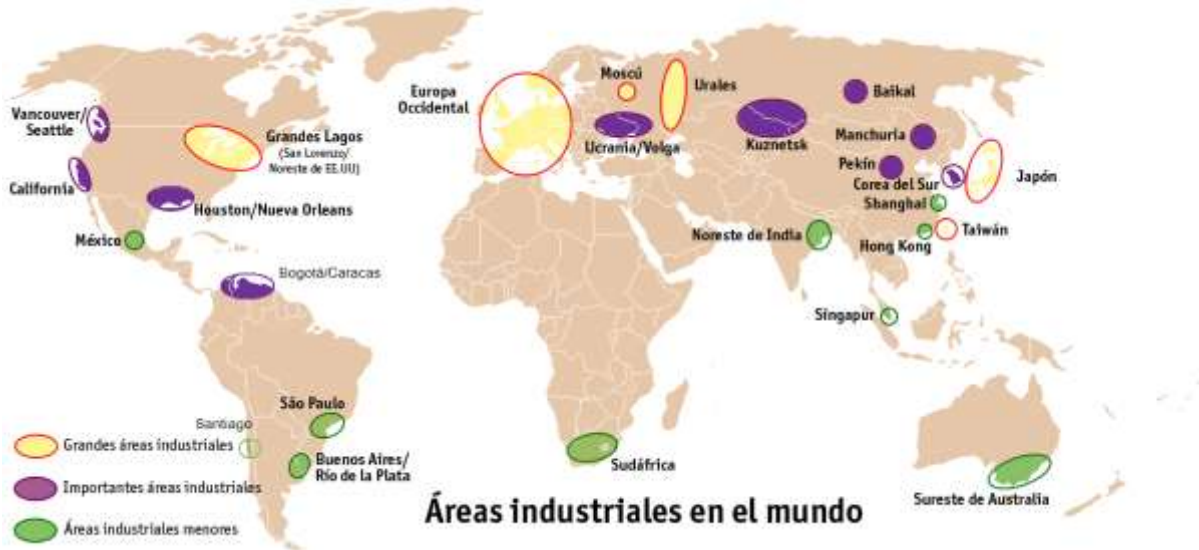 Vancouver/
Seattle
California
Grandes Lagos
(San Lorenzo/
Noreste de EE.UU)
Houston/Nueva Orleans
México
Bogotá/Caracas
São Paulo
Santiago
Buenos Aires/
Río de la Plata
Europa
Occidental
Moscú
Urales
Ucrania/Volga
Kuznetsk
Baikal
Manchuria
Pekín
Corea del Sur
Japón
Shanghai
Taiwán
Hong Kong
Noreste de India
Singapur
Sudáfrica
Sureste de Australia
Grandes áreas industriales
Importantes áreas industriales
Áreas industriales menores
Áreas industriales en el mundo